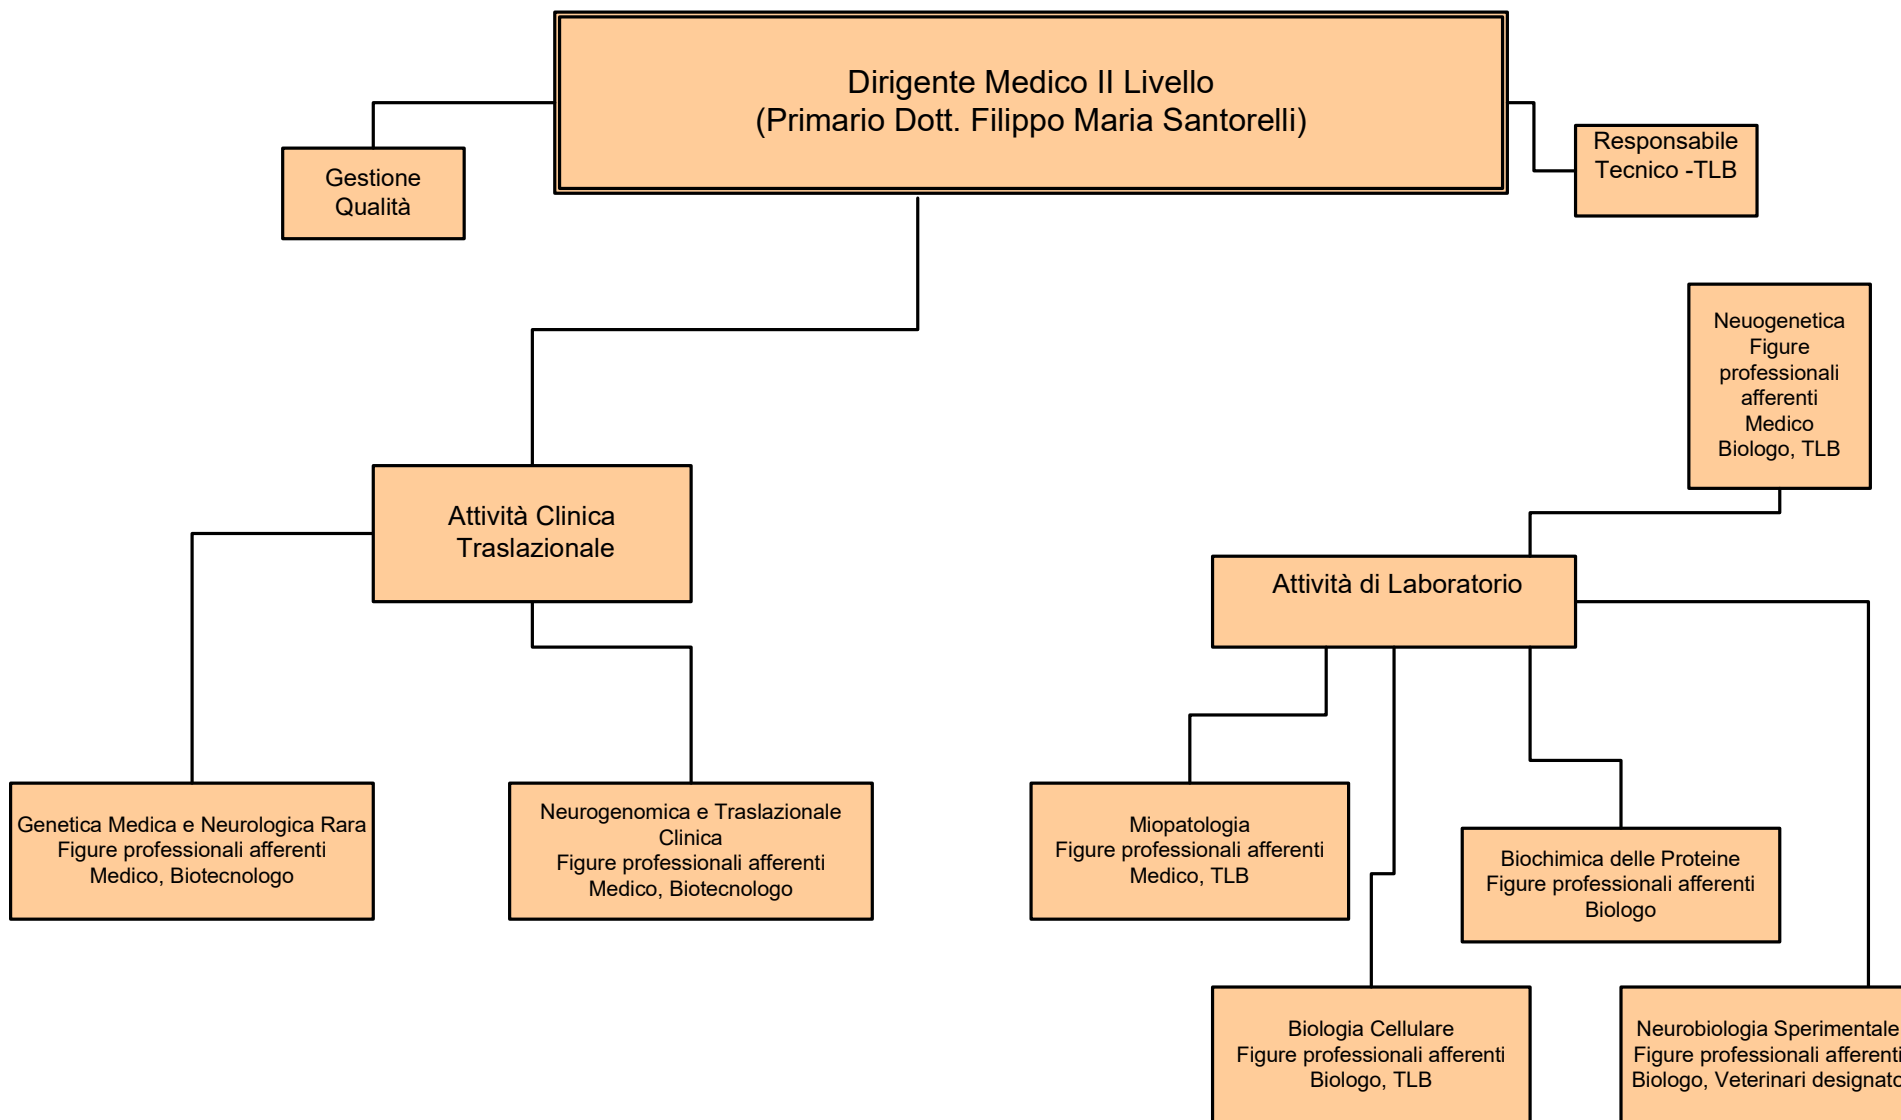 Dirigente Medico II Livello
(Primario Dott. Filippo Maria Santorelli)
Gestione
Qualità
Responsabile
Tecnico -TLB
Neuogenetica
Figure
professionali
afferenti
Medico
Biologo, TLB
Attività Clinica
Traslazionale
Attività di Laboratorio
Genetica Medica e Neurologica Rara
Figure professionali afferenti
Medico, Biotecnologo
Neurogenomica e Traslazionale
Clinica
Figure professionali afferenti
Medico, Biotecnologo
Miopatologia
Figure professionali afferenti
Medico, TLB
Biochimica delle Proteine
Figure professionali afferenti
Biologo
Biologia Cellulare
Figure professionali afferenti
Biologo, TLB
Neurobiologia Sperimentale
Figure professionali afferenti
Biologo, Veterinari designato